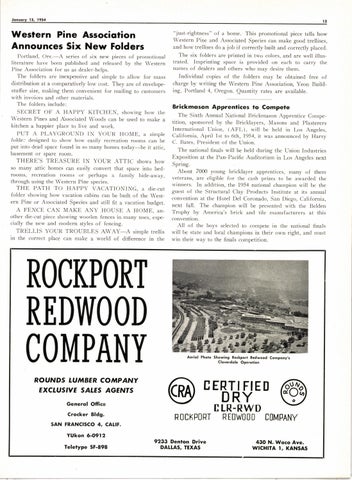 January 15, 1954
15
Western Pine Association
Announces Six New Folders
Portland, Ore.—A series of six new pieces of promotional
literature have been published and released by the Western
Pine Association for us as dealer-helps.
The folders are inexpensive and simple to allow for mass
distribution at a comparatively low cost. They are of envelope-
stuffer size, making them convenient for mailing to customers
with invoices and other materials.
The folders include:
SECRET OF A HAPPY KITCHEN, showing how the
Western Pines and Associated Woods can be used to make a
kitchen a happier place to live and work.
PUT A PLAYGROUND IN YOUR HOME, a simple
folder designed to show how easily recreation rooms can be
put into dead space found in so many homes today—be it attic,
basement or spare room.
THERE'S TREASURE IN YOUR ATTIC shows how
so many attic bonzas can easily convert that space into bed-
rooms, recreation rooms or perhaps a family hide-away,
through using the Western Pine species.
THE PATH TO HAPPY VACATIONING, a die-cut
folder showing how vacation cabins can be built of the West-
ern Pine or Associated Species and still fit a vacation budget.
A FENCE CAN MAKE ANY HOUSE A HOME, an-
other die-cut piece showing wooden fences in many uses, espe-
cially the new and modern styles of fencing.
TRELLIS YOUR TROUBLES AWAY—A simple trellis
in the correct place can make a world of difference in the
"just-rightness" of a home. This promotional piece tells how
Western Pine and Associated Species can make good trellises,
and how trellises do a job if correctly built and correctly placed.
The six folders are printed in two colors, and are well illus-
trated. Imprinting space is provided on each to carry the
names of dealers and others who may desire them.
Individual copies of the folders may be obtained free of
charge by writing the Western Pine Association, Yeon Build-
ing, Portland 4, Oregon. Quantity rates are available.
Brickmason Apprentices to Compete
The Sixth Annual National Brickmason Apprentice Compe-
tition, sponsored by the Bricklayers, Masons and Plasterers
International Union, (AFL), will be held in Los Angeles,
California, April 1st to 6th, 1954, it was announced by Harry
C. Bates, President of the Union.
The national finals will be held during the Union Industries
Exposition at the Pan-Pacific Auditorium in Los Angeles next
Spring.
About 7000 young bricklayer apprentices, many of them
veterans, are eligible for the cash prizes to be awarded the
winners. In addition, the 1954 national champion will be the
guest of the Structural Clay Products Institute at its annual
convention at the Hotel Del Coronado, San Diego, California,
next fall. The champion will be presented with the Belden
Trophy by America's brick and tile manufacturers at this
convention.
All of the boys selected to compete in the national finals
will be state and local champions in their own right, and must
win their way to the finals competition.
ROCKPORT
REDWOOD
COMPANY
ROUNDS LUMBER COMPANY
EXCLUSIVE SALES AGENTS
General Office
Crocker Bldg.
SAN FRANCISCO 4, CALIF.
YUkon 6-0912
Teletype SF-898
Aerial Photo Showing Rockport Redwood Company's
Cloverdale Operation
CRA
CERTIFIED
DRY
CLR-RWD
ROCKPORT REDWOOD COMPANY
ROUNDS
9233 Denton Drive
DALLAS, TEXAS
430 N. Waco Ave.
WICHITA 1, KANSAS